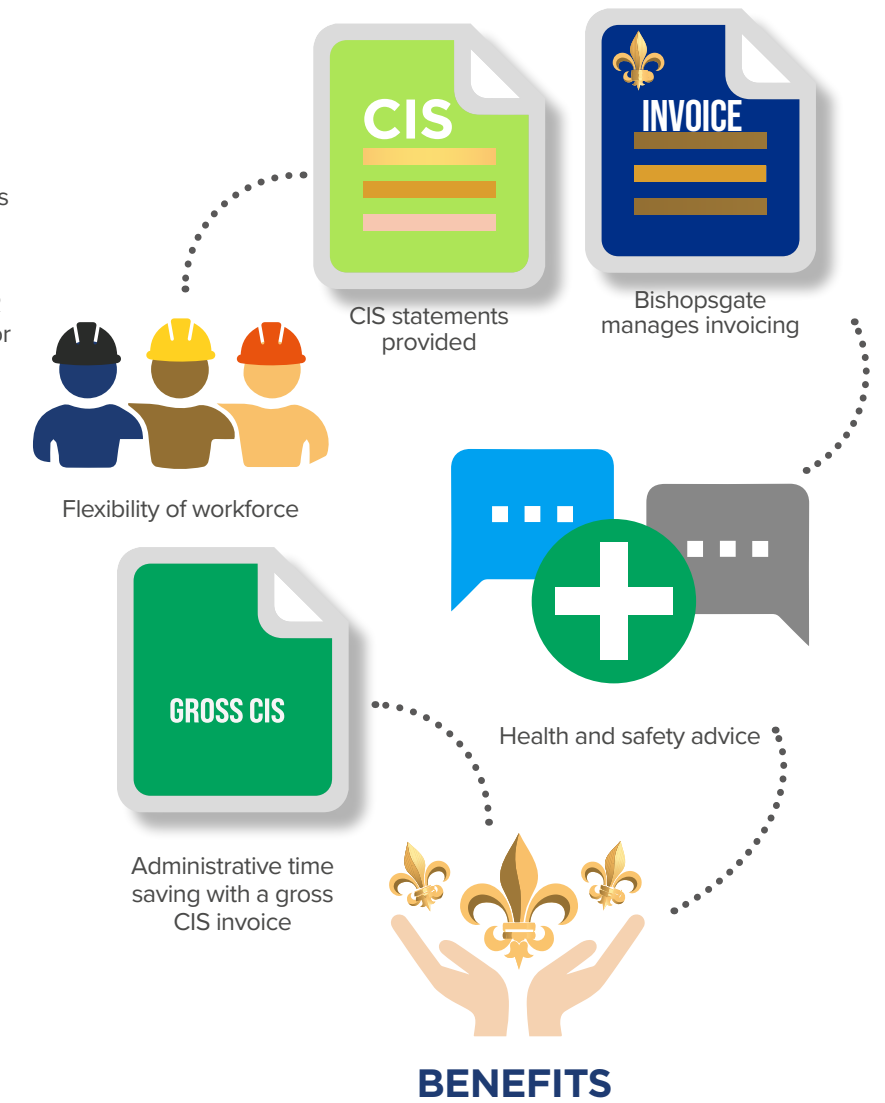 CIS
INVOICE
CIS statements
provided
Bishopsgate
manages invoicing
Flexibility of workforce
GROSS CIS
Health and safety advice
Administrative time
saving with a gross
CIS invoice
BENEFITS